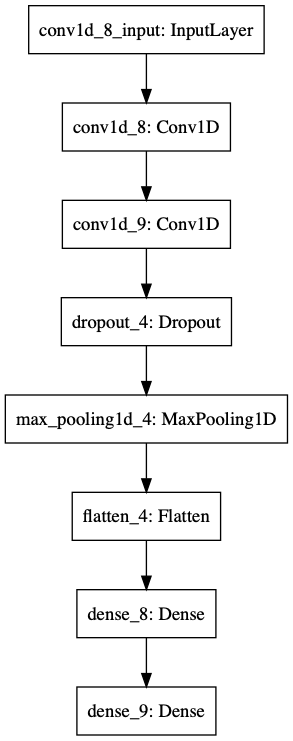 conv1d_8_input: InputLayer
conv1d_8: Conv1D
conv1d_9: Conv1D
dropout_4: Dropout
max_pooling1d_4: MaxPooling1D
flatten_4: Flatten
dense_8: Dense
dense_9: Dense